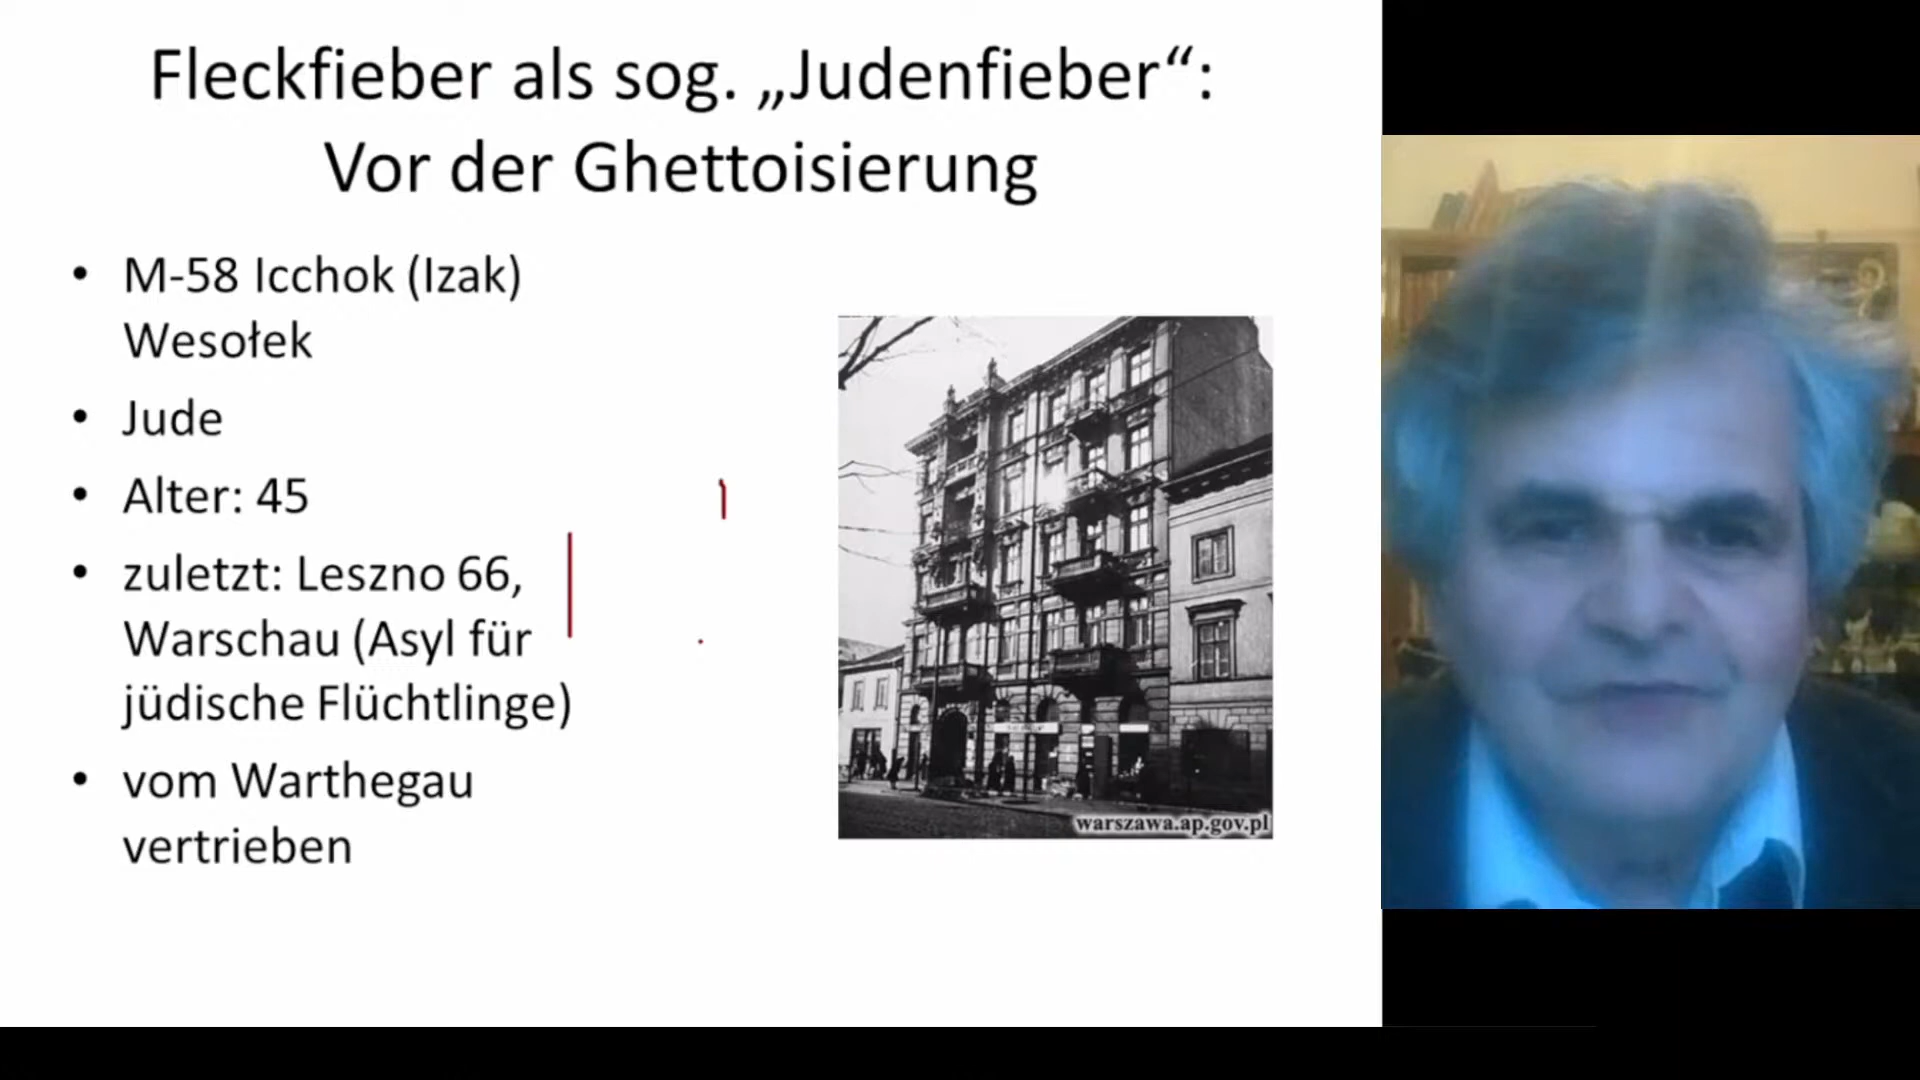 Fleckfieber als sog. „Judenfieber“:
Vor der Ghettoisierung
• M-58 Icchok (Izak)
Wesołek
• Jude
• Alter: 45
• zuletzt: Leszno 66,
Warschau (Asyl für
jüdische Flüchtlinge)
• vom Warthegau
vertrieben
warszawa.ap.gov.pl